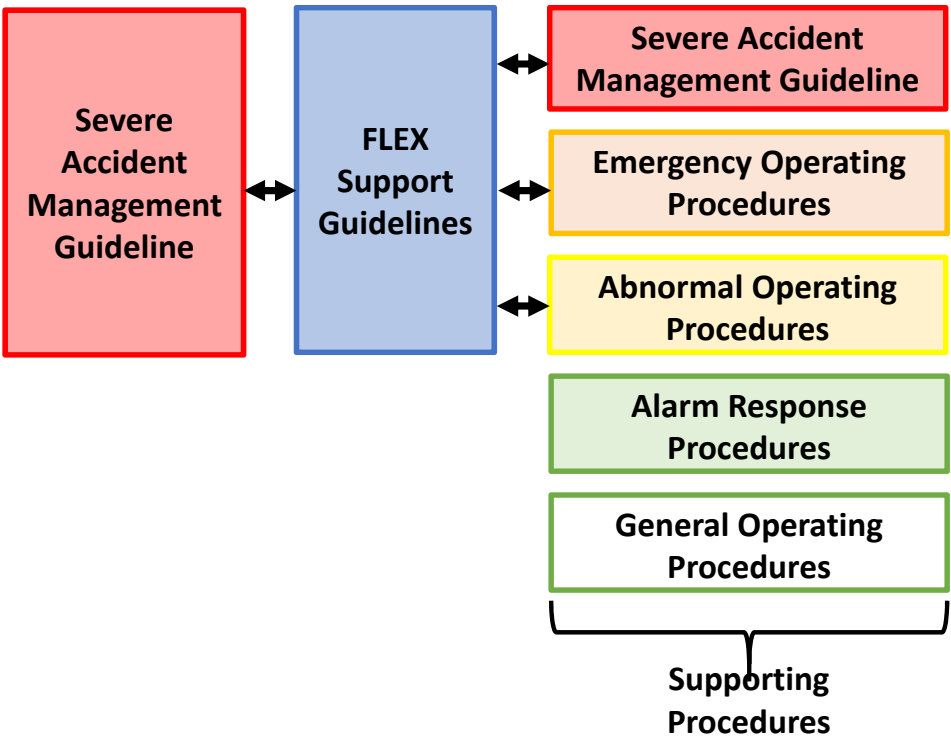 Severe
Accident
Management
Guideline
FLEX
Support
Guidelines
Severe Accident
Management Guideline
Emergency Operating
Procedures
Abnormal Operating
Procedures
Alarm Response
Procedures
General Operating
Procedures
Supporting
Procedures